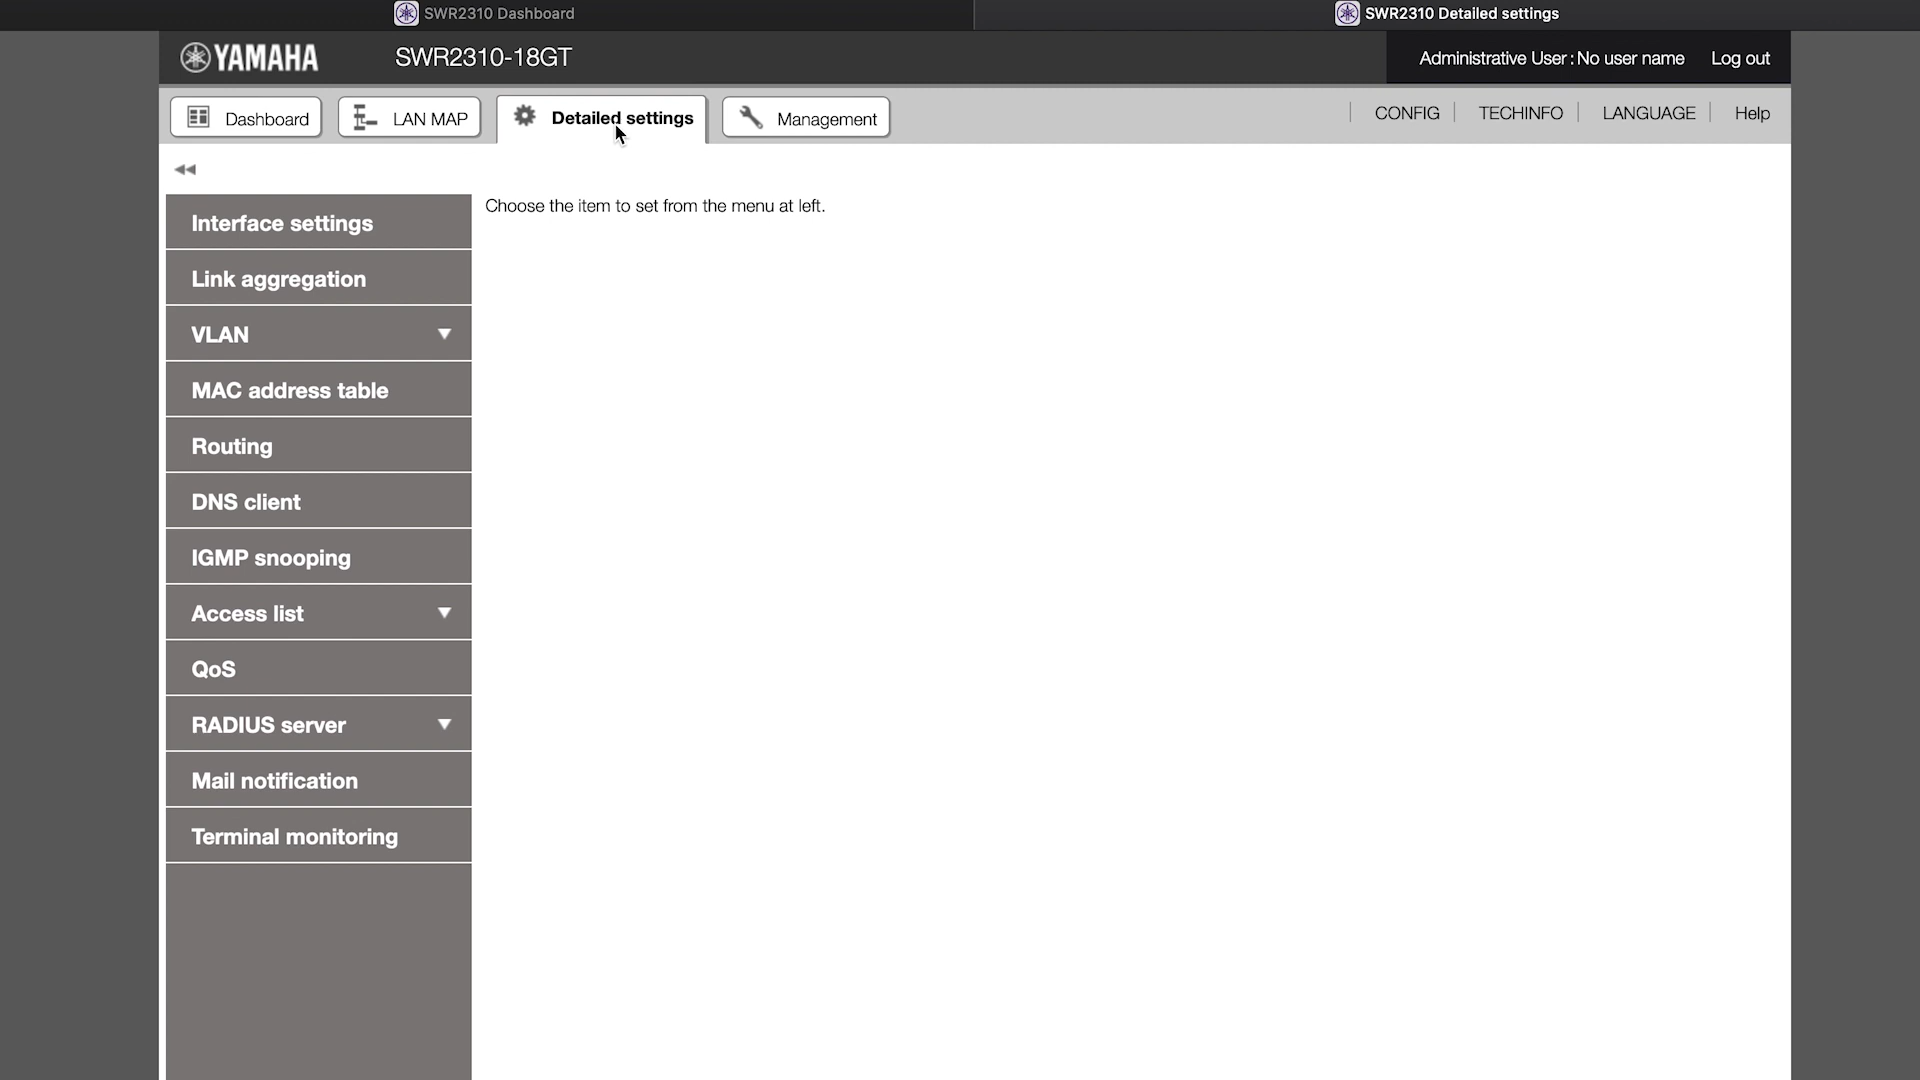 SWR2310 Dashboard
SWR2310 Detailed settings
YAMAHA
SWR2310-18GT
Administrative User : No user name
Log out
Dashboard
LAN MAP
Detailed settings
Management
CONFIG
TECHINFO
LANGUAGE
Help
Choose the item to set from the menu at left.
Interface settings
Link aggregation
VLAN
MAC address table
Routing
DNS client
IGMP snooping
Access list
QoS
RADIUS server
Mail notification
Terminal monitoring